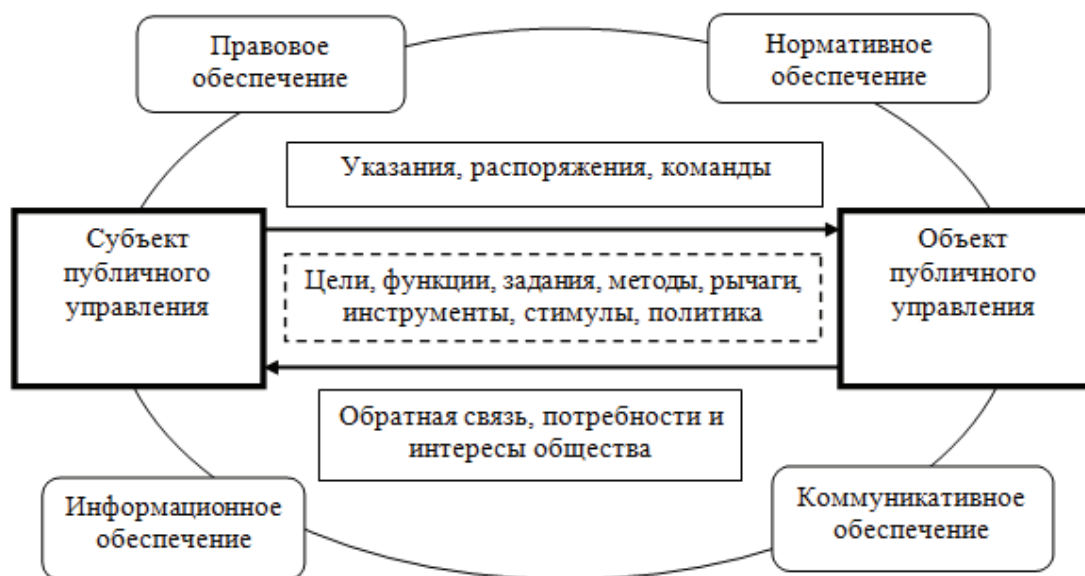 Правовое
обеспечение
Нормативное
обеспечение
Указания, распоряжения, команды
Субъект
публичного
управления
Цели, функции, задания, методы, рычаги,
инструменты, стимулы, политика
Объект
публичного
управления
Обратная связь, потребности и
интересы общества
Информационное
обеспечение
Коммуникативное
обеспечение